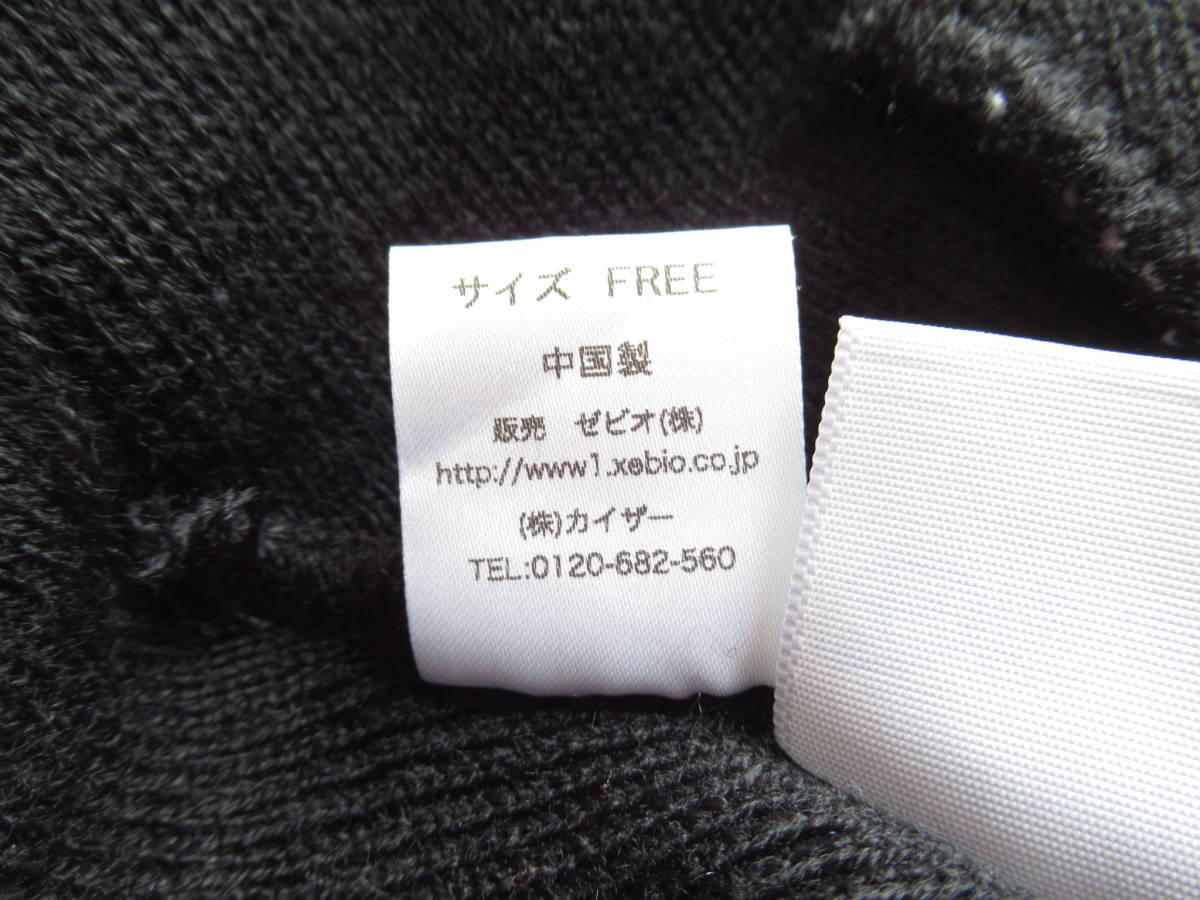 サイズ FREE
中国製
販売 ゼビオ(株)
http://www1.xebio.co.jp
(株)カイザー
TEL:0120-682-560